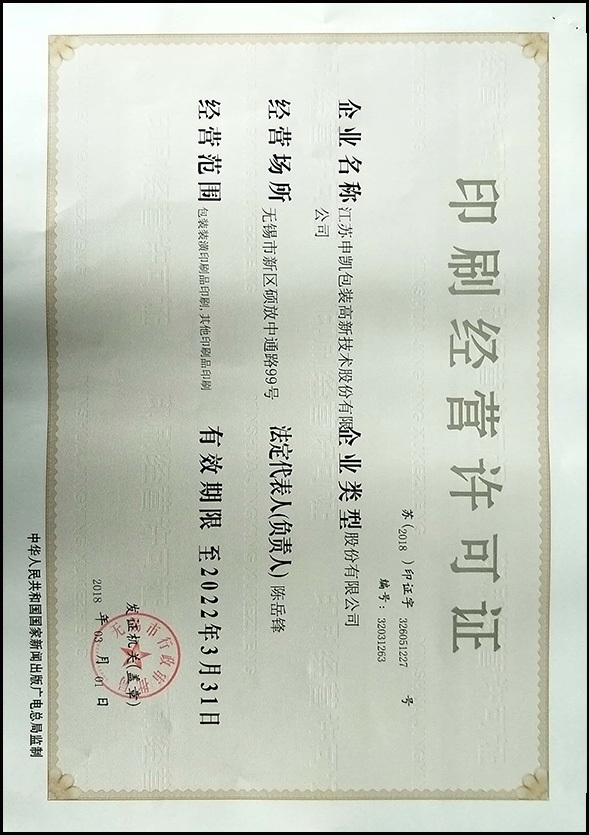 印刷经营许可证
苏(2018)印证字 326051227 号
编号: 32031263
企业名称 江苏申凯包装高新技术股份有限公司 企业类型 股份有限公司
经营场所 无锡市新区硕放中通路99号 法定代表人(负责人) 陈岳锋
经营范围 包装装潢印刷品印刷,其他印刷品印刷 有效期限 至2022年3月31日
发证机关(盖章)
2018 年 03 月 01 日
中华人民共和国国家新闻出版广电总局监制